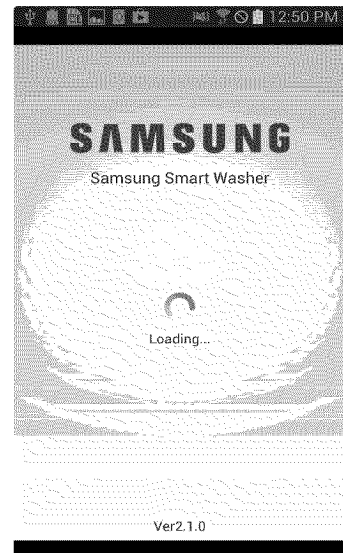 12:50 PM
SAMSUNG
Samsung Smart Washer
Loading...
Ver2.1.0